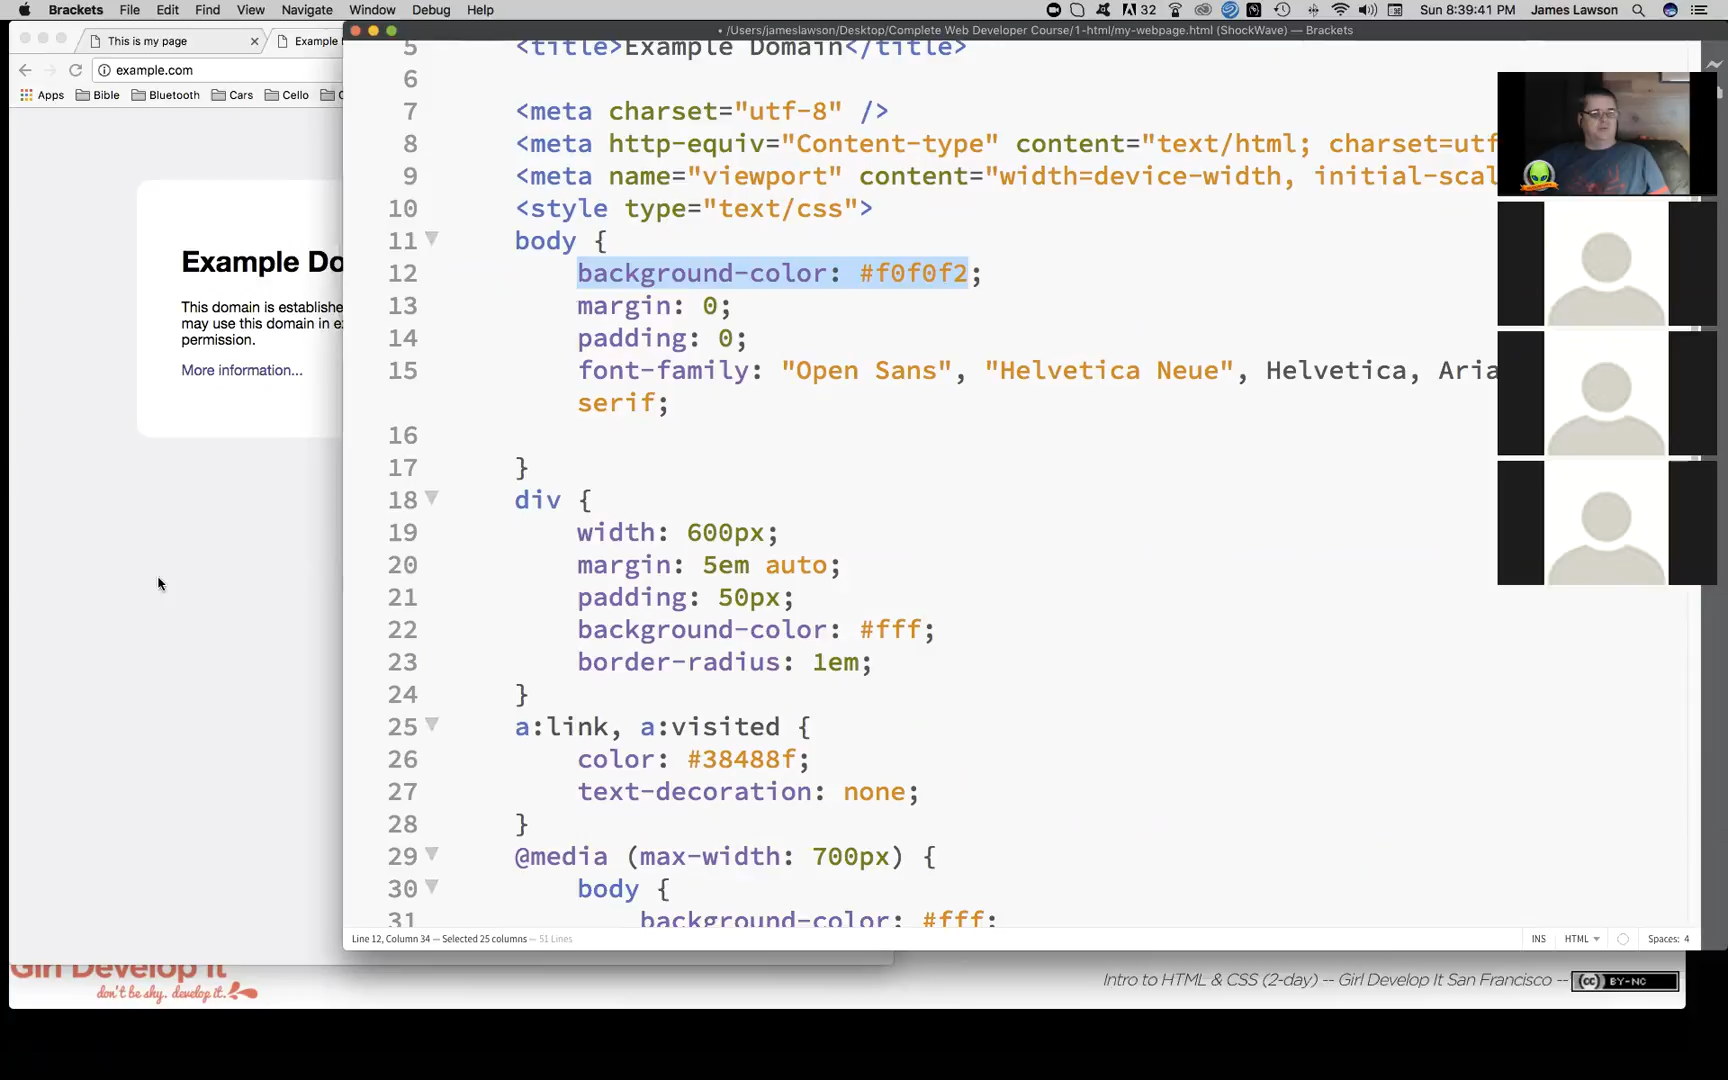 Brackets File Edit Find View Navigate Window Debug Help
32 Sun 8:39:41 PM James Lawson
This is my page
Example
example.com
Apps Bible Bluetooth Cars Cello
Example Do
This domain is establishe
may use this domain in e
permission.
More information...
• /Users/jameslawson/Desktop/Complete Web Developer Course/1-html/my-webpage.html (ShockWave) — Brackets
5 <title>Example Domain</title>
6
7 <meta charset="utf-8" />
8 <meta http-equiv="Content-type" content="text/html; charset=utf
9 <meta name="viewport" content="width=device-width, initial-scal
10 <style type="text/css">
11 body {
12 background-color: #f0f0f2;
13 margin: 0;
14 padding: 0;
15 font-family: "Open Sans", "Helvetica Neue", Helvetica, Aria
serif;
16
17 }
18 div {
19 width: 600px;
20 margin: 5em auto;
21 padding: 50px;
22 background-color: #fff;
23 border-radius: 1em;
24 }
25 a:link, a:visited {
26 color: #38488f;
27 text-decoration: none;
28 }
29 @media (max-width: 700px) {
30 body {
31 background-color: #fff;
Line 12, Column 34 — Selected 25 columns — 51 Lines
INS HTML Spaces: 4
Girl Develop It
don't be shy. develop it.
Intro to HTML & CSS (2-day) -- Girl Develop It San Francisco --
cc BY-NC